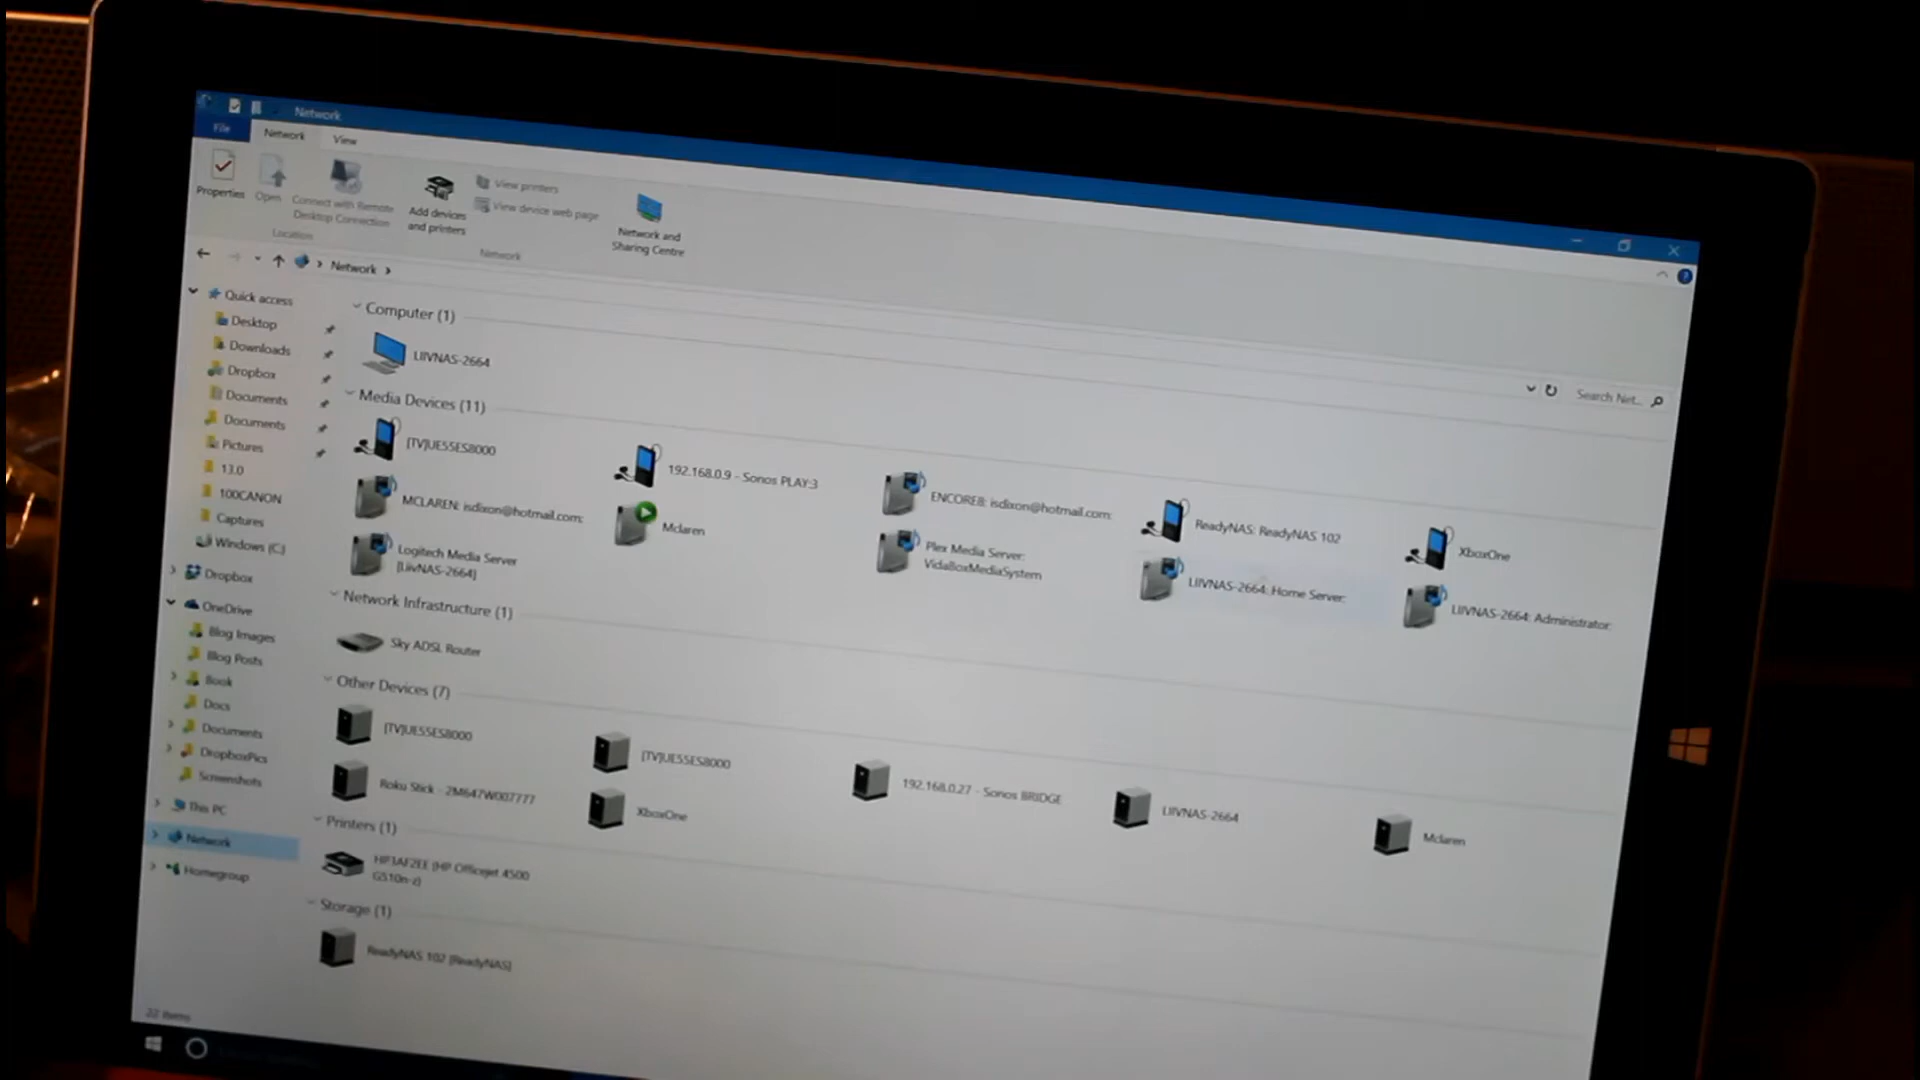 Network
File
Network
View
Properties
Open
Connect with Remote
Desktop Connection
Add devices
and printers
View printers
View device web page
Network and
Sharing Centre
Location
Network
Network
Search Net...
Quick access
Desktop
Downloads
Dropbox
Documents
Documents
Pictures
13.0
100CANON
Captures
Windows (C:)
Dropbox
OneDrive
Blog Images
Blog Posts
Book
Docs
Documents
DropboxPics
Screenshots
This PC
Network
Homegroup
Computer (1)
LIIVNAS-2664
Media Devices (11)
[TV]UE55ES8000
192.168.0.9 - Sonos PLAY:3
ENCORE8: isdixon@hotmail.com:
ReadyNAS: ReadyNAS 102
XboxOne
MCLAREN: isdixon@hotmail.com:
Mclaren
Plex Media Server:
VidaBoxMediaSystem
LIIVNAS-2664: Home Server:
LIIVNAS-2664: Administrator:
Logitech Media Server
[LiivNAS-2664]
Network Infrastructure (1)
Sky ADSL Router
Other Devices (7)
[TV]UE55ES8000
[TV]UE55ES8000
192.168.0.27 - Sonos BRIDGE
LIIVNAS-2664
Mclaren
Roku Stick - 2M647W007777
XboxOne
Printers (1)
HP3AF2EE (HP Officejet 4500
G510n-z)
Storage (1)
ReadyNAS 102 [ReadyNAS]
22 items